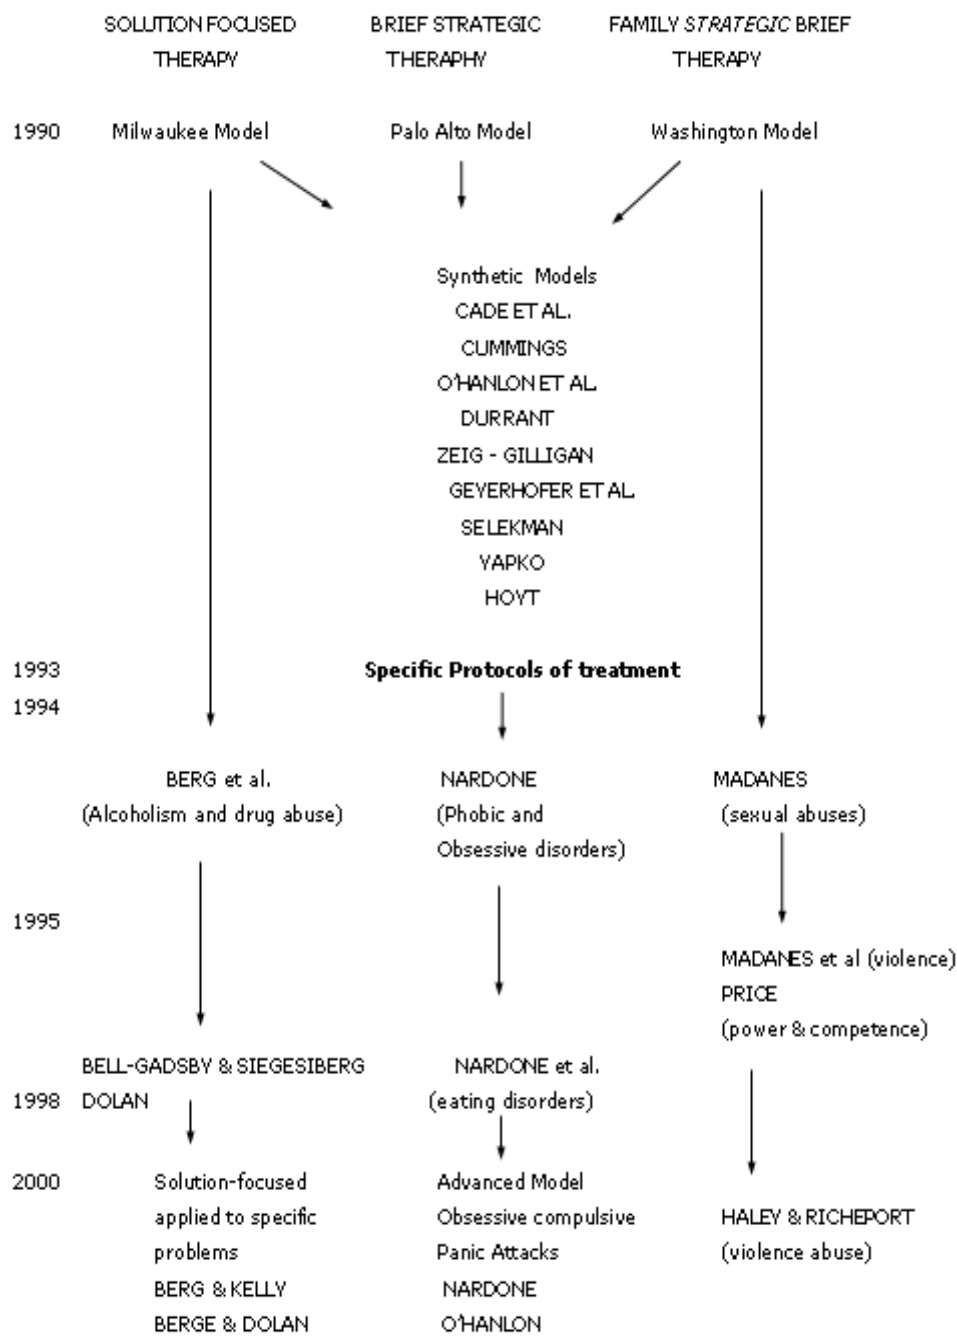 SOLUTION FOCUSED BRIEF STRATEGIC FAMILY STRATEGIC BRIEF
THERAPY THERAPHY THERAPY
1990 Milwaukee Model Palo Alto Model Washington Model
Synthetic Models
CADE ET AL.
CUMMINGS
O'HANLON ET AL.
DURRANT
ZEIG - GILLIGAN
GEYERHOFER ET AL.
SELEKMAN
YAPKO
HOYT
1993 Specific Protocols of treatment
1994
BERG et al. NARDONE MADANES
(Alcoholism and drug abuse) (Phobic and (sexual abuses)
Obsessive disorders)
1995
MADANES et al (violence)
PRICE
(power & competence)
BELL-GADSBY & SIEGESIBERG NARDONE et al.
1998 DOLAN (eating disorders)
2000 Solution-focused Advanced Model
applied to specific Obsessive compulsive HALEY & RICHEPORT
problems Panic Attacks (violence abuse)
BERG & KELLY NARDONE
BERGE & DOLAN O'HANLON